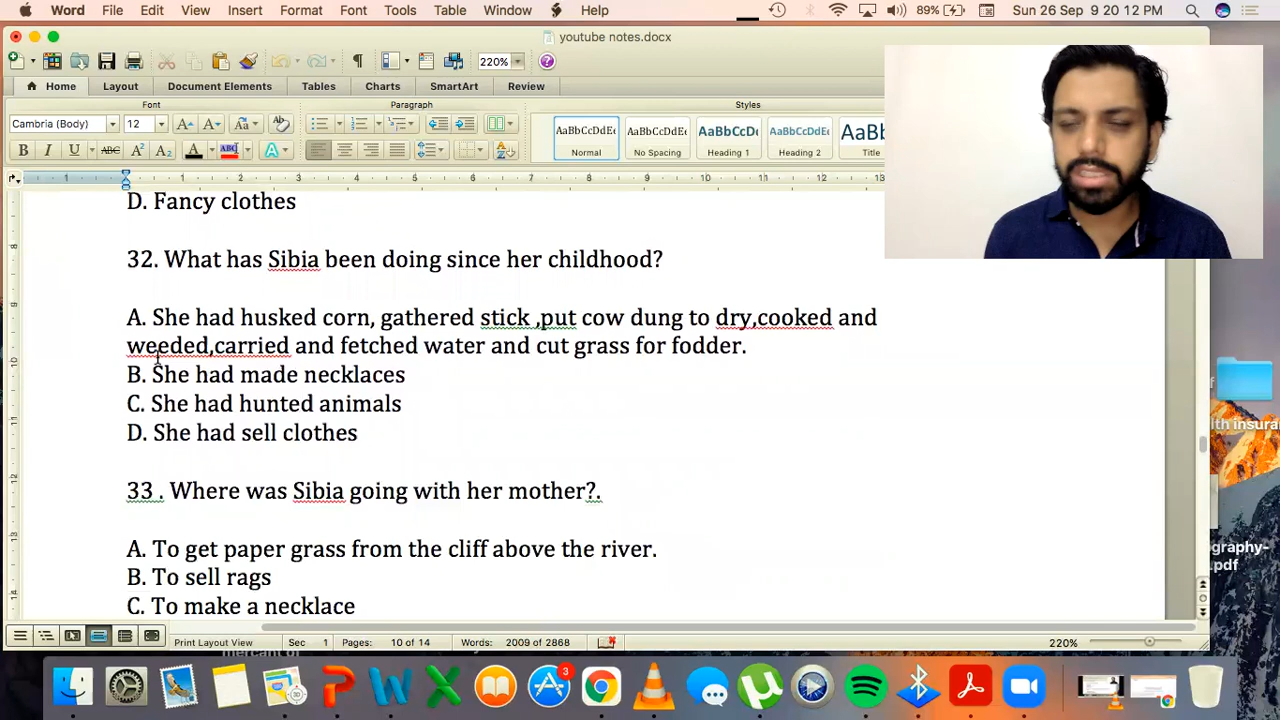 Word File Edit View Insert Format Font Tools Table Window Help 89% Sun 26 Sep 9 20 12 PM
youtube notes.docx
220%
Home Layout Document Elements Tables Charts SmartArt Review
Font Paragraph Styles
Cambria (Body) 12
AaBbCcDdEe AaBbCcDdEe AaBbCcDc AaBbCcDdEe AaBb
Normal No Spacing Heading 1 Heading 2 Title
D. Fancy clothes
32. What has Sibia been doing since her childhood?
A. She had husked corn, gathered stick ,put cow dung to dry,cooked and
weeded,carried and fetched water and cut grass for fodder.
B. She had made necklaces
C. She had hunted animals
D. She had sell clothes
33 . Where was Sibia going with her mother?.
A. To get paper grass from the cliff above the river.
B. To sell rags
C. To make a necklace
Print Layout View Sec 1 Pages: 10 of 14 Words: 2009 of 2868 220%